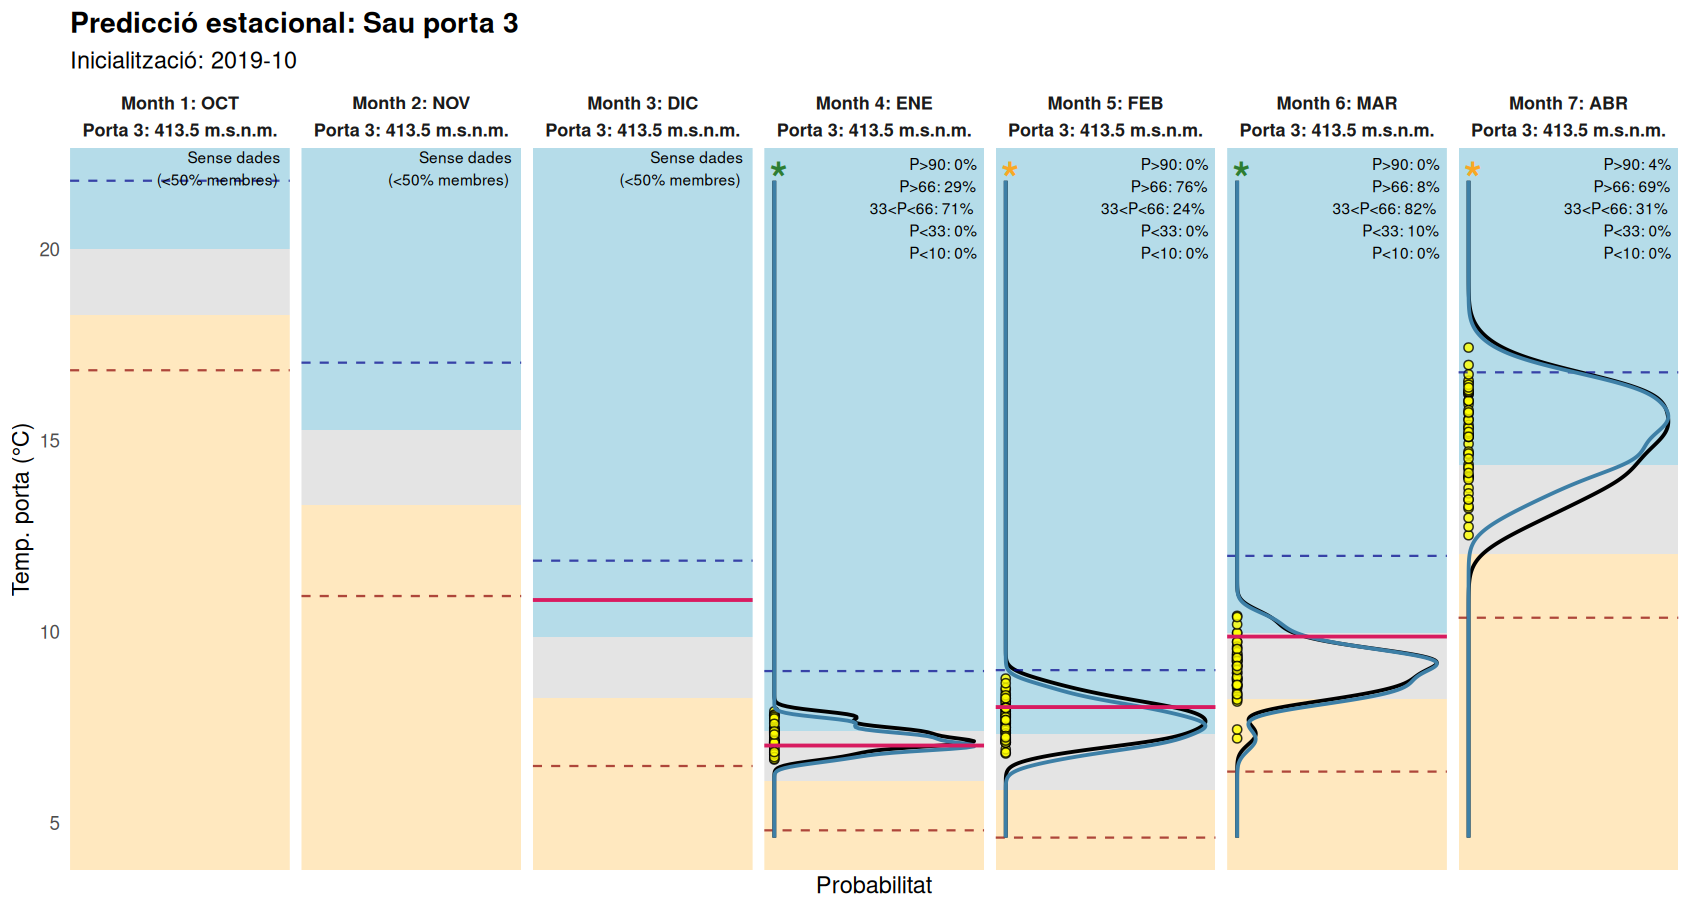 Predicció estacional: Sau porta 3
Inicialització: 2019-10
Month 1: OCT
Porta 3: 413.5 m.s.n.m.
Month 2: NOV
Porta 3: 413.5 m.s.n.m.
Month 3: DIC
Porta 3: 413.5 m.s.n.m.
Month 4: ENE
Porta 3: 413.5 m.s.n.m.
Month 5: FEB
Porta 3: 413.5 m.s.n.m.
Month 6: MAR
Porta 3: 413.5 m.s.n.m.
Month 7: ABR
Porta 3: 413.5 m.s.n.m.
Sense dades
(<50% membres)
Sense dades
(<50% membres)
Sense dades
(<50% membres)
*
P>90: 0%
P>66: 29%
33<P<66: 71%
P<33: 0%
P<10: 0%
*
P>90: 0%
P>66: 76%
33<P<66: 24%
P<33: 0%
P<10: 0%
*
P>90: 0%
P>66: 8%
33<P<66: 82%
P<33: 10%
P<10: 0%
*
P>90: 4%
P>66: 69%
33<P<66: 31%
P<33: 0%
P<10: 0%
20
15
10
5
Temp. porta (°C)
Probabilitat